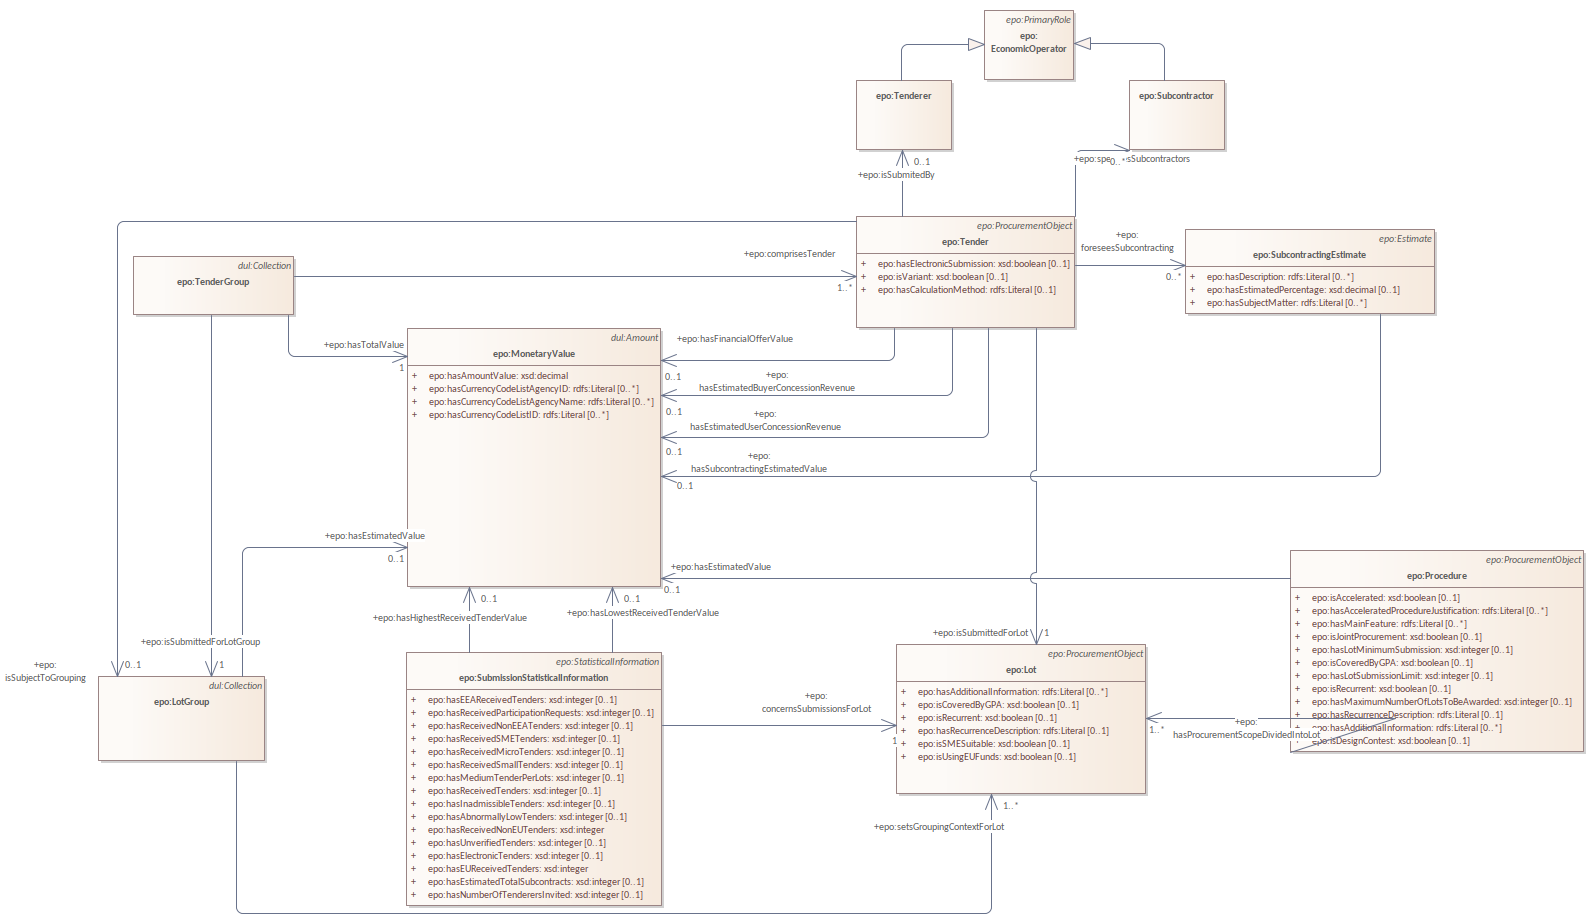 epo:PrimaryRole
epo:
EconomicOperator
epo:Tenderer
epo:Subcontractor
0..1
+epo:isSubmitedBy
+epo:spe
0..*
sSubcontractors
epo:ProcurementObject
epo:Tender
+ epo:hasElectronicSubmission: xsd:boolean [0..1]
+ epo:isVariant: xsd:boolean [0..1]
+ epo:hasCalculationMethod: rdfs:Literal [0..1]
+epo:
foreseesSubcontracting
0..*
epo:Estimate
epo:SubcontractingEstimate
+ epo:hasDescription: rdfs:Literal [0..*]
+ epo:hasEstimatedPercentage: xsd:decimal [0..1]
+ epo:hasSubjectMatter: rdfs:Literal [0..*]
dul:Collection
epo:TenderGroup
+epo:comprisesTender
1..*
+epo:hasTotalValue
1
dul:Amount
epo:MonetaryValue
+ epo:hasAmountValue: xsd:decimal
+ epo:hasCurrencyCodeListAgencyID: rdfs:Literal [0..*]
+ epo:hasCurrencyCodeListAgencyName: rdfs:Literal [0..*]
+ epo:hasCurrencyCodeListID: rdfs:Literal [0..*]
+epo:hasFinancialOfferValue
0..1
+epo:
hasEstimatedBuyerConcessionRevenue
0..1
+epo:
hasEstimatedUserConcessionRevenue
0..1
+epo:
hasSubcontractingEstimatedValue
0..1
+epo:hasEstimatedValue
0..1
+epo:hasEstimatedValue
0..1
0..1
+epo:hasHighestReceivedTenderValue
0..1
+epo:hasLowestReceivedTenderValue
epo:ProcurementObject
epo:Procedure
+ epo:isAccelerated: xsd:boolean [0..1]
+ epo:hasAcceleratedProcedureJustification: rdfs:Literal [0..*]
+ epo:hasMainFeature: rdfs:Literal [0..*]
+ epo:isJointProcurement: xsd:boolean [0..1]
+ epo:hasLotMinimumSubmission: xsd:integer [0..1]
+ epo:isCoveredByGPA: xsd:boolean [0..1]
+ epo:hasLotSubmissionLimit: xsd:integer [0..1]
+ epo:isRecurrent: xsd:boolean [0..1]
+ epo:hasMaximumNumberOfLotsToBeAwarded: xsd:integer [0..1]
+ epo:hasRecurrenceDescription: rdfs:Literal [0..1]
epo:hasAdditionalInformation: rdfs:Literal [0..*]
epo:isDesignContest: xsd:boolean [0..1]
+epo:
hasProcurementScopeDividedIntoLot
1..*
+epo:isSubmittedForLotGroup
0..1
1
+epo:
isSubjectToGrouping
dul:Collection
epo:LotGroup
epo:StatisticalInformation
epo:SubmissionStatisticalInformation
+ epo:hasEEAReceivedTenders: xsd:integer [0..1]
+ epo:hasReceivedParticipationRequests: xsd:integer [0..1]
+ epo:hasReceivedNonEEATenders: xsd:integer [0..1]
+ epo:hasReceivedSMETenders: xsd:integer [0..1]
+ epo:hasReceivedMicroTenders: xsd:integer [0..1]
+ epo:hasReceivedSmallTenders: xsd:integer [0..1]
+ epo:hasMediumTenderPerLots: xsd:integer [0..1]
+ epo:hasReceivedTenders: xsd:integer [0..1]
+ epo:hasInadmissibleTenders: xsd:integer [0..1]
+ epo:hasAbnormallyLowTenders: xsd:integer [0..1]
+ epo:hasReceivedNonEUTenders: xsd:integer
+ epo:hasUnverifiedTenders: xsd:integer [0..1]
+ epo:hasElectronicTenders: xsd:integer [0..1]
+ epo:hasEUReceivedTenders: xsd:integer
+ epo:hasEstimatedTotalSubcontracts: xsd:integer [0..1]
+ epo:hasNumberOfTenderersInvited: xsd:integer [0..1]
+epo:
concernsSubmissionsForLot
1
+epo:isSubmittedForLot
1
epo:ProcurementObject
epo:Lot
+ epo:hasAdditionalInformation: rdfs:Literal [0..*]
+ epo:isCoveredByGPA: xsd:boolean [0..1]
+ epo:isRecurrent: xsd:boolean [0..1]
+ epo:hasRecurrenceDescription: rdfs:Literal [0..1]
+ epo:isSMESuitable: xsd:boolean [0..1]
+ epo:isUsingEUFunds: xsd:boolean [0..1]
1..*
+epo:setsGroupingContextForLot